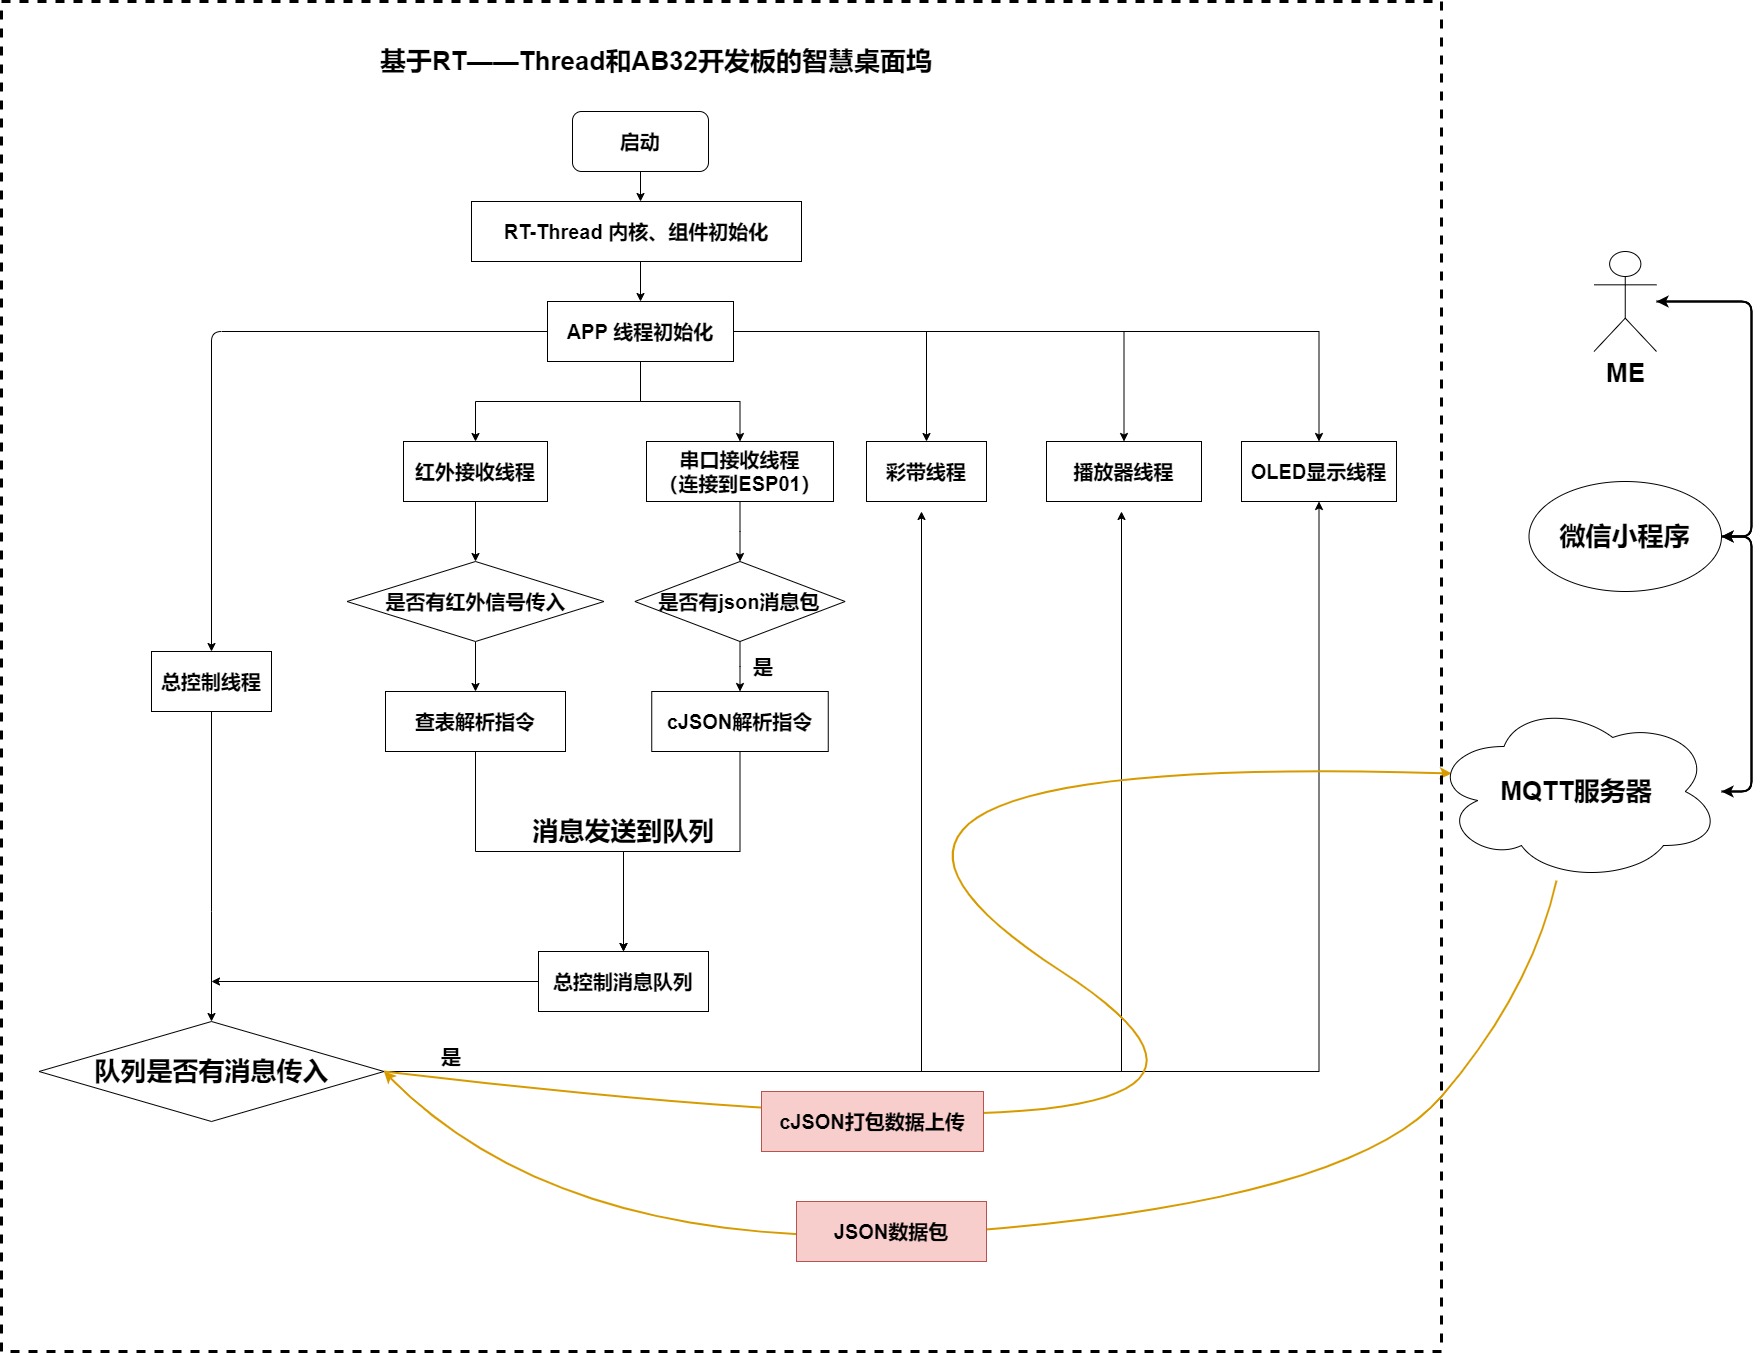 基于RT——Thread和AB32开发板的智慧桌面坞
启动
RT-Thread 内核、组件初始化
APP 线程初始化
ME
红外接收线程
串口接收线程
（连接到ESP01）
彩带线程
播放器线程
OLED显示线程
微信小程序
是否有红外信号传入
是否有json消息包
是
总控制线程
查表解析指令
cJSON解析指令
MQTT服务器
消息发送到队列
总控制消息队列
是
队列是否有消息传入
cJSON打包数据上传
JSON数据包